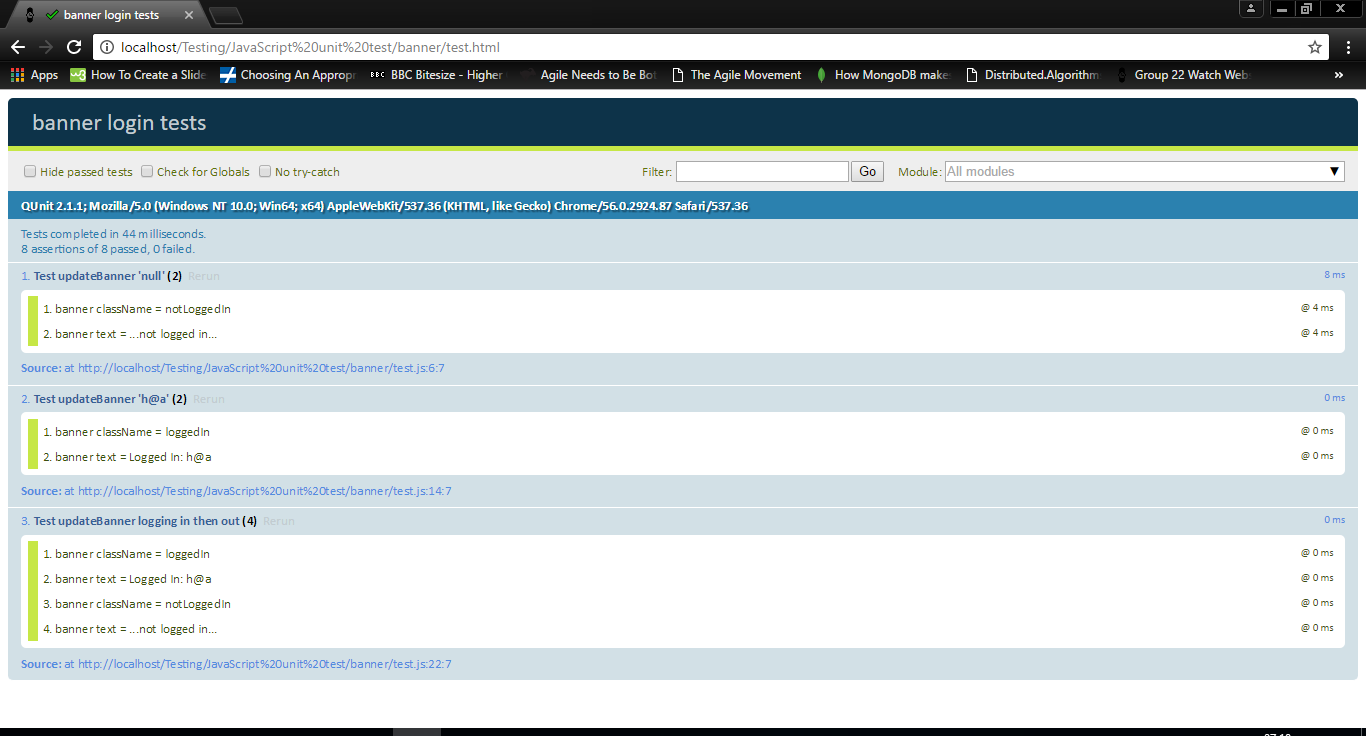 banner login tests
localhost/Testing/JavaScript%20unit%20test/banner/test.html
Apps How To Create a Slide Choosing An Appropr BBC BBC Bitesize - Higher Agile Needs to Be Bot The Agile Movement How MongoDB make Distributed.Algorithm Group 22 Watch Webs »
banner login tests
Hide passed tests Check for Globals No try-catch Filter: Go Module: All modules
QUnit 2.1.1; Mozilla/5.0 (Windows NT 10.0; Win64; x64) AppleWebKit/537.36 (KHTML, like Gecko) Chrome/56.0.2924.87 Safari/537.36
Tests completed in 44 milliseconds.
8 assertions of 8 passed, 0 failed.
1. Test updateBanner 'null' (2) Rerun 8 ms
1. banner className = notLoggedIn @ 4 ms
2. banner text = ...not logged in... @ 4 ms
Source: at http://localhost/Testing/JavaScript%20unit%20test/banner/test.js:6:7
2. Test updateBanner 'h@a' (2) Rerun 0 ms
1. banner className = loggedIn @ 0 ms
2. banner text = Logged In: h@a @ 0 ms
Source: at http://localhost/Testing/JavaScript%20unit%20test/banner/test.js:14:7
3. Test updateBanner logging in then out (4) Rerun 0 ms
1. banner className = loggedIn @ 0 ms
2. banner text = Logged In: h@a @ 0 ms
3. banner className = notLoggedIn @ 0 ms
4. banner text = ...not logged in... @ 0 ms
Source: at http://localhost/Testing/JavaScript%20unit%20test/banner/test.js:22:7